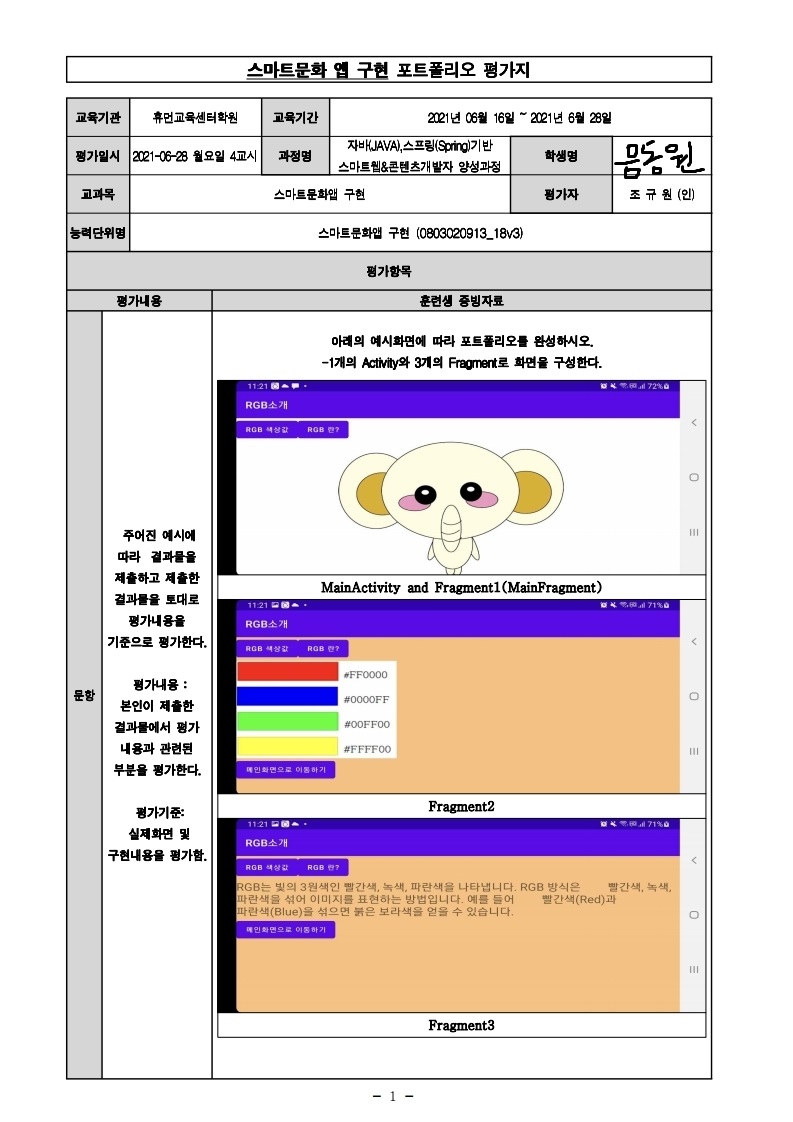 스마트문화 앱 구현 포트폴리오 평가지
교육기관 휴먼교육센터학원 교육기간 2021년 06월 16일 ~ 2021년 6월 28일
평가일시 2021-06-28 월요일 4교시 과정명 자바(JAVA),스프링(Spring)기반
스마트웹&콘텐츠개발자 양성과정 학생명
교과목 스마트문화앱 구현 평가자 조 규 원 (인)
능력단위명 스마트문화앱 구현 (0803020913_18v3)
평가항목
평가내용 훈련생 증빙자료
문항
주어진 예시에
따라 결과물을
제출하고 제출한
결과물을 토대로
평가내용을
기준으로 평가한다.
평가내용 :
본인이 제출한
결과물에서 평가
내용과 관련된
부분을 평가한다.
평가기준:
실제화면 및
구현내용을 평가함.
아래의 예시화면에 따라 포트폴리오를 완성하시오.
-1개의 Activity와 3개의 Fragment로 화면을 구성한다.
11:21 72%
RGB소개
RGB 색상값 RGB 란?
MainActivity and Fragment1(MainFragment)
11:21 71%
RGB소개
RGB 색상값 RGB 란?
#FF0000
#0000FF
#00FF00
#FFFF00
메인화면으로 이동하기
Fragment2
11:21 71%
RGB소개
RGB 색상값 RGB 란?
RGB는 빛의 3원색인 빨간색, 녹색, 파란색을 나타냅니다. RGB 방식은 빨간색, 녹색,
파란색을 섞어 이미지를 표현하는 방법입니다. 예를 들어 빨간색(Red)과
파란색(Blue)을 섞으면 붉은 보라색을 얻을 수 있습니다.
메인화면으로 이동하기
Fragment3
- 1 -